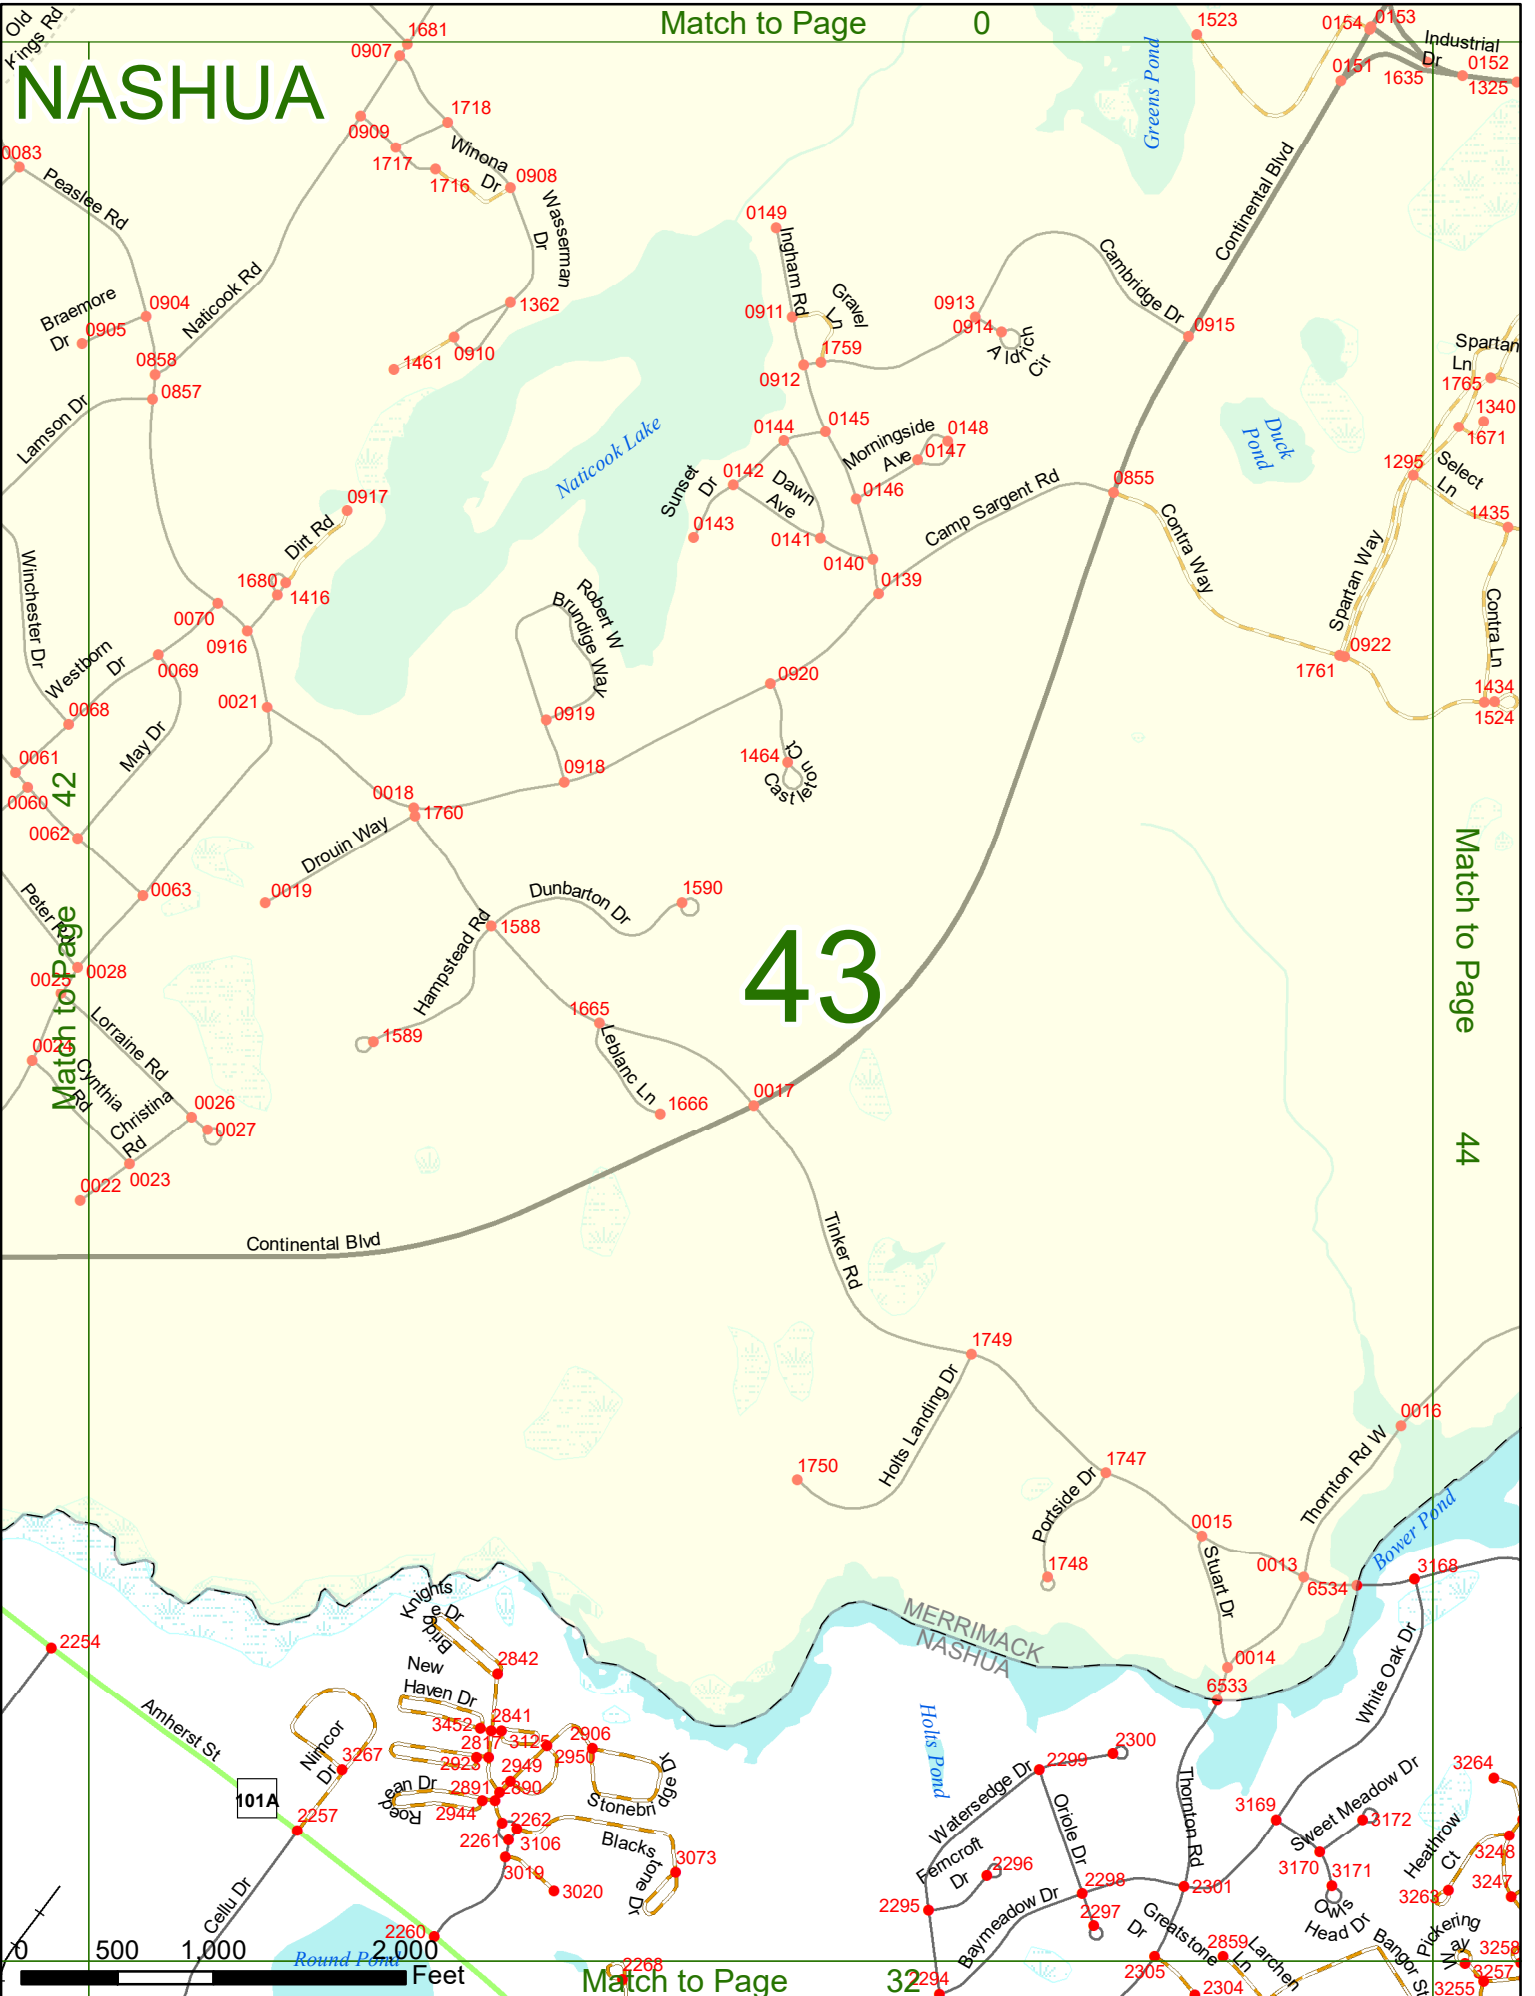 Old
Kings Rd
Match to Page 0
NASHUA
1681
0907
1523
0154
0153
Industrial
Dr
0151
1635
0152
1325
Greens Pond
0909
1718
1717
Winona
Dr
1716
0908
0083
Peaslee Rd
Wasserman
Dr
Continental Blvd
0149
Ingham Rd
Cambridge Dr
Naticook Rd
Braemore
Dr
0904
0905
1362
0911
Gravel
Ln
0913
0914
Aldrich
Cir
0915
0858
0857
0910
1461
1759
0912
Spartan
Ln
1765
1340
1671
Lamson Dr
Naticook Lake
0144
0145
Morningside
Ave
0148
0147
Duck
Pond
1295
Select
Ln
Sunset
Dr
0142
Dawn
Ave
0146
Camp Sargent Rd
0855
0917
Dirt Rd
0143
0141
Contra Way
1435
Winchester Dr
1680
1416
0140
0139
Spartan Way
Contra Ln
0070
0916
Robert W
Brundige Way
0922
1761
Westborn
Dr
0069
0920
0068
0021
0919
1434
1524
May Dr
0061
0060
42
0018
1760
0918
1464
Castleton Ct
0062
Drouin Way
Match to Page
44
0063
0019
Dunbarton Dr
1590
Peter Rd
Match to Page
Hampstead Rd
1588
43
0028
0025
1665
1589
Lorraine Rd
0024
Cynthia
Rd
Leblanc Ln
Christina
Rd
0026
0027
1666
0017
0023
0022
Continental Blvd
Tinker Rd
1749
Holts Landing Dr
0016
1750
1747
Portside Dr
Thornton Rd W
Bower Pond
0015
1748
Stuart Dr
0013
6534
3168
Knights
Bridge Dr
MERRIMACK
NASHUA
2254
2842
0014
White Oak Dr
New
Haven Dr
6533
Amherst St
Nimcor
Dr
3452
2841
3125
2906
2950
Holts Pond
2300
3267
2817
2923
2949
2299
Watersedge Dr
3264
101A
2891
2890
2944
Stonebridge Dr
Oriole Dr
Thornton Rd
Sweet Meadow Dr
2257
2262
2261
3106
Blackstone Dr
3169
3172
Heathrow
Ct
3248
3019
3073
Ferncroft
Dr
2296
3170
3171
3020
2298
2301
3263
3247
Cellu Dr
2295
2297
Owls
Head Dr
2260
Baymeadow Dr
Greatstone
Dr
2859
Larchen
Ln
Bangor St
Pickering
3258
0 500 1,000 2,000
Feet
Round Pond
2268
Match to Page 32
2294
2305
2304
3257
3255